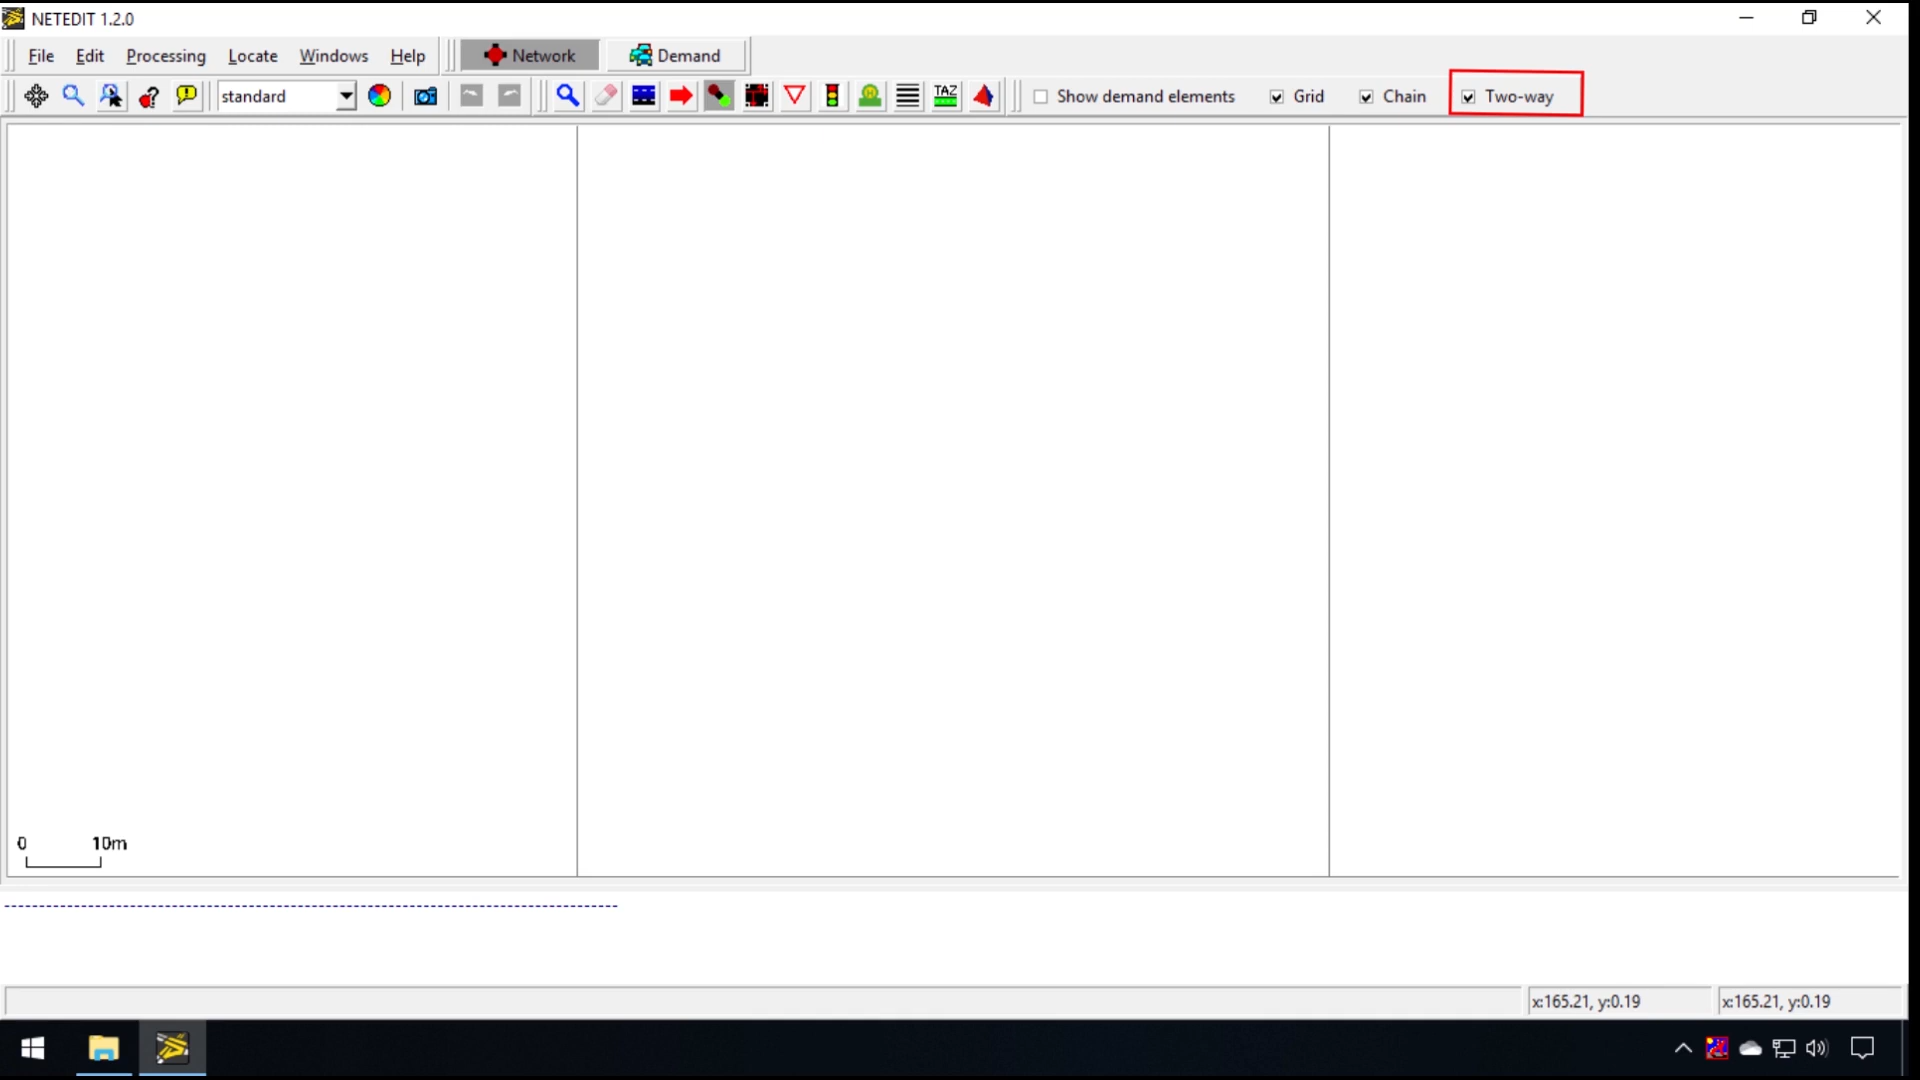 NETEDIT 1.2.0
File Edit Processing Locate Windows Help Network Demand
standard TAZ Show demand elements Grid Chain Two-way
0 10m
x:165.21, y:0.19 x:165.21, y:0.19